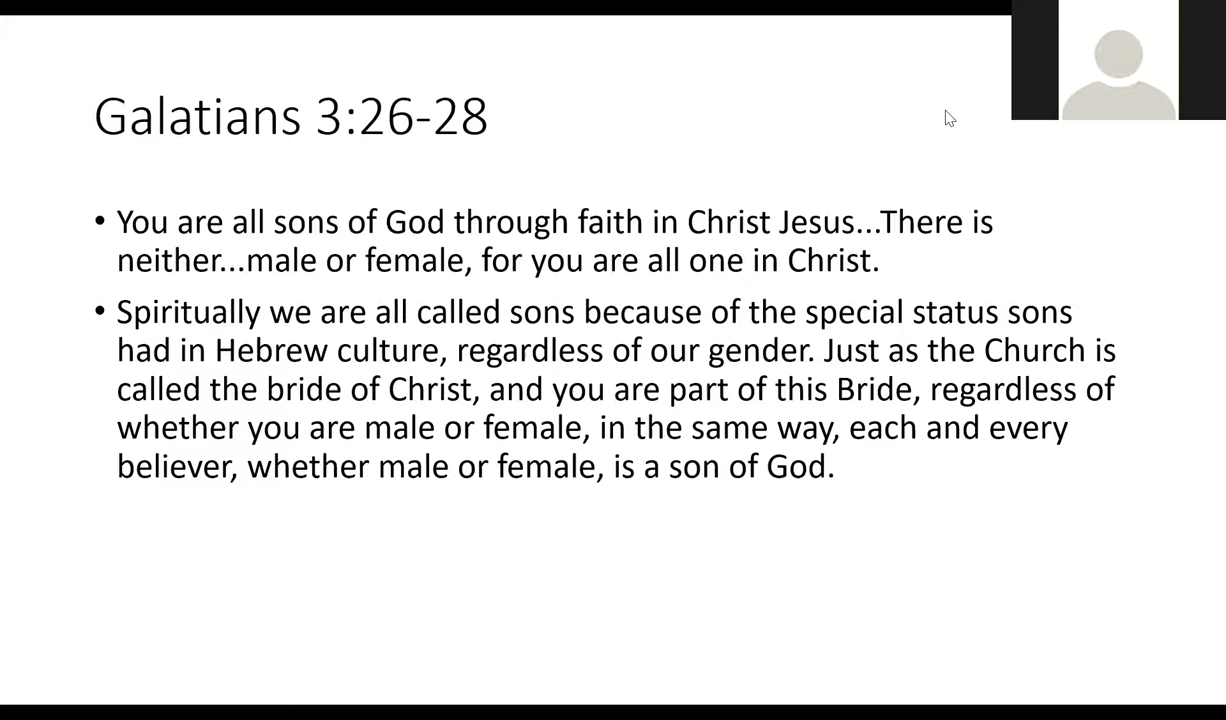 Galatians 3:26-28
• You are all sons of God through faith in Christ Jesus...There is
neither...male or female, for you are all one in Christ.
• Spiritually we are all called sons because of the special status sons
had in Hebrew culture, regardless of our gender. Just as the Church is
called the bride of Christ, and you are part of this Bride, regardless of
whether you are male or female, in the same way, each and every
believer, whether male or female, is a son of God.